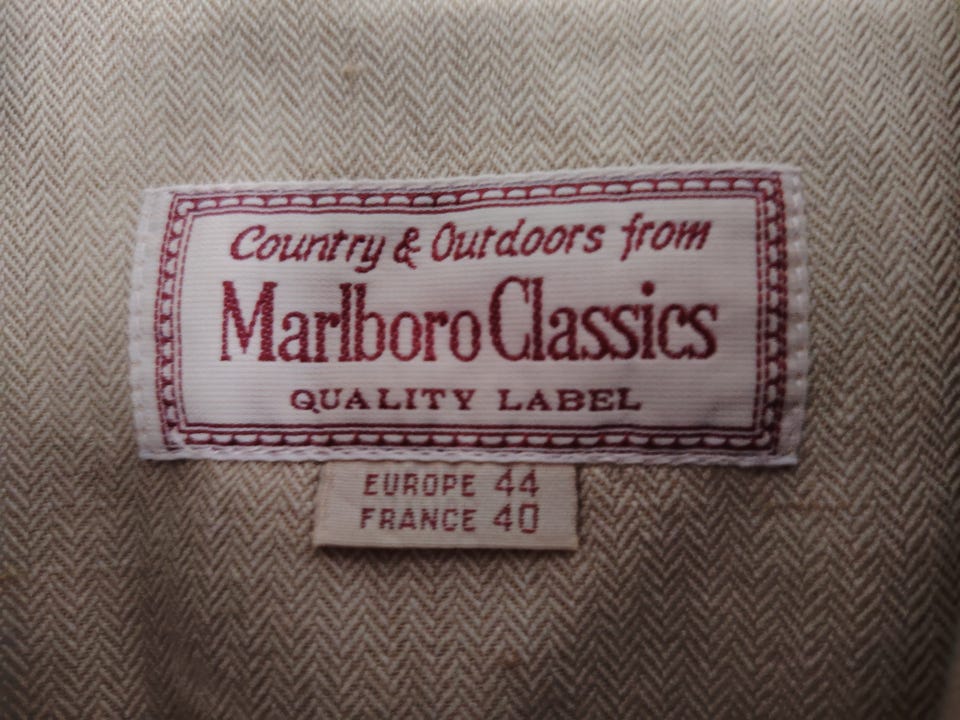 Country & Outdoors from
Marlboro Classics
QUALITY LABEL
EUROPE 44
FRANCE 40